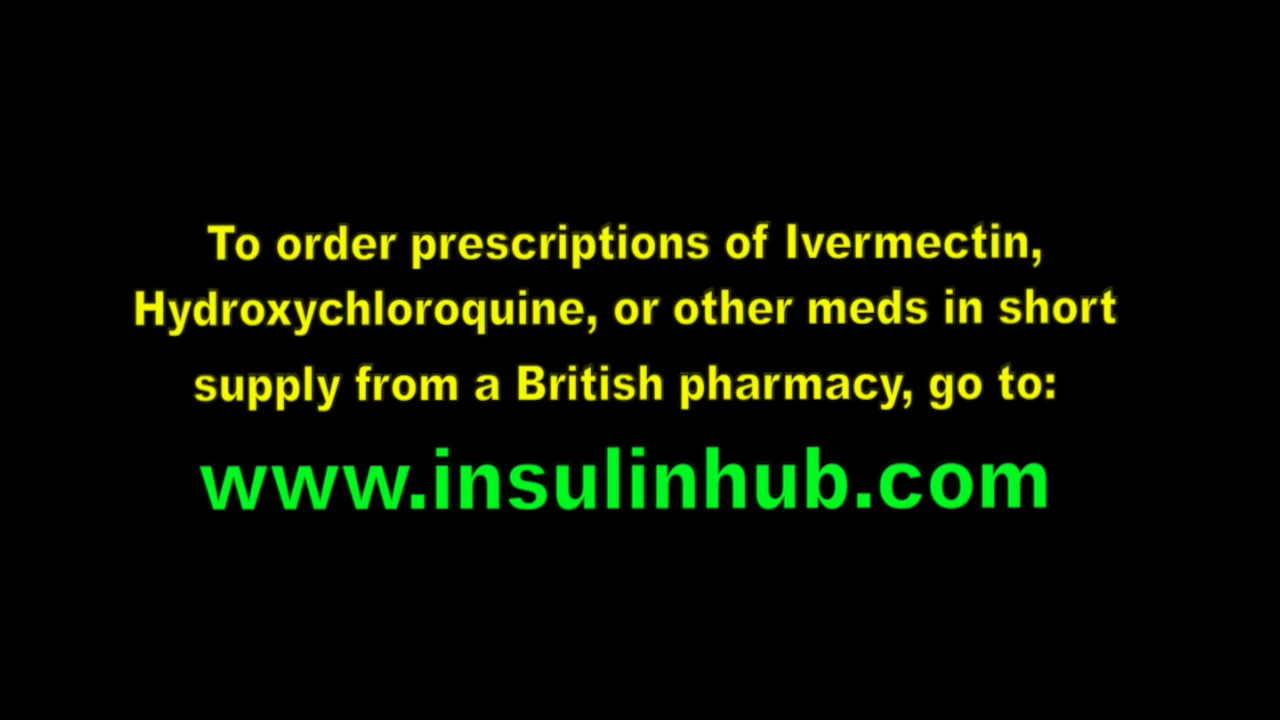 To order prescriptions of Ivermectin,
Hydroxychloroquine, or other meds in short
supply from a British pharmacy, go to:
www.insulinhub.com